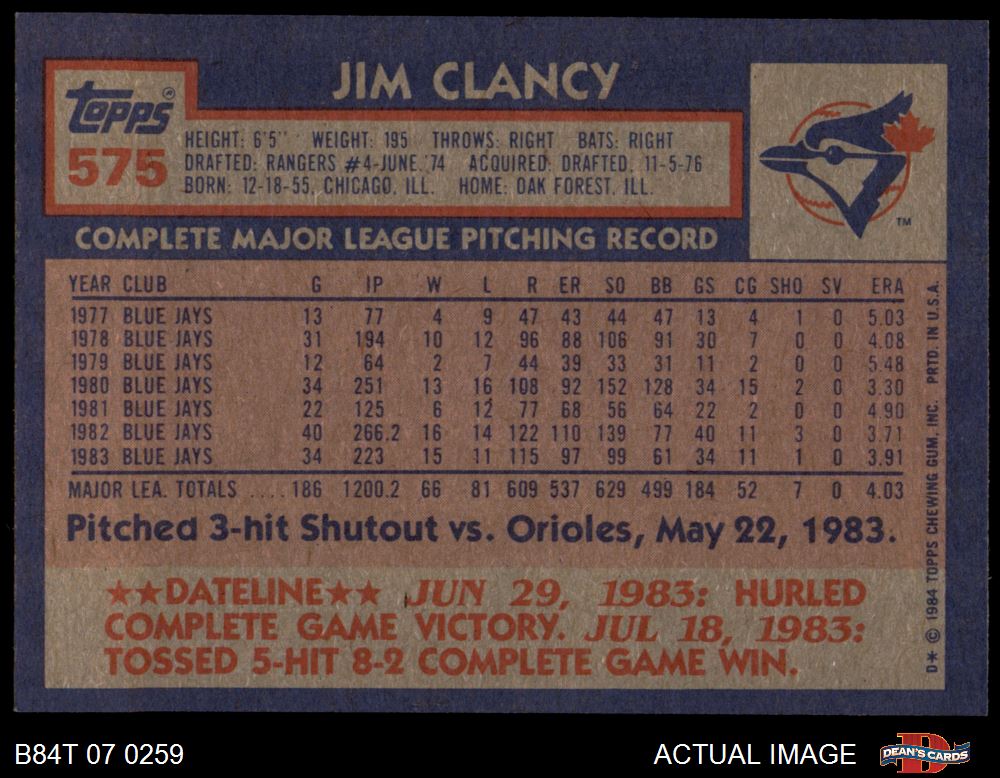 JIM CLANCY
Topps®
575
HEIGHT: 6'5" WEIGHT: 195 THROWS: RIGHT BATS: RIGHT
DRAFTED: RANGERS #4-JUNE, '74 ACQUIRED: DRAFTED, 11-5-76
BORN: 12-18-55, CHICAGO, ILL. HOME: OAK FOREST, ILL.
TM
COMPLETE MAJOR LEAGUE PITCHING RECORD
YEAR CLUB G IP W L R ER SO BB GS CG SHO SV ERA
1977 BLUE JAYS 13 77 4 9 47 43 44 47 13 4 1 0 5.03
1978 BLUE JAYS 31 194 10 12 96 88 106 91 30 7 0 0 4.08
1979 BLUE JAYS 12 64 2 7 44 39 33 31 11 2 0 0 5.48
1980 BLUE JAYS 34 251 13 16 108 92 152 128 34 15 2 0 3.30
1981 BLUE JAYS 22 125 6 12 77 68 56 64 22 2 0 0 4.90
1982 BLUE JAYS 40 266.2 16 14 122 110 139 77 40 11 3 0 3.71
1983 BLUE JAYS 34 223 15 11 115 97 99 61 34 11 1 0 3.91
MAJOR LEA. TOTALS .... 186 1200.2 66 81 609 537 629 499 184 52 7 0 4.03
Pitched 3-hit Shutout vs. Orioles, May 22, 1983.
★★DATELINE★★ JUN 29, 1983: HURLED
COMPLETE GAME VICTORY. JUL 18, 1983:
TOSSED 5-HIT 8-2 COMPLETE GAME WIN.
D* © 1984 TOPPS CHEWING GUM, INC. PRTD. IN U.S.A.
B84T 07 0259
ACTUAL IMAGE
D
DEAN'S CARDS